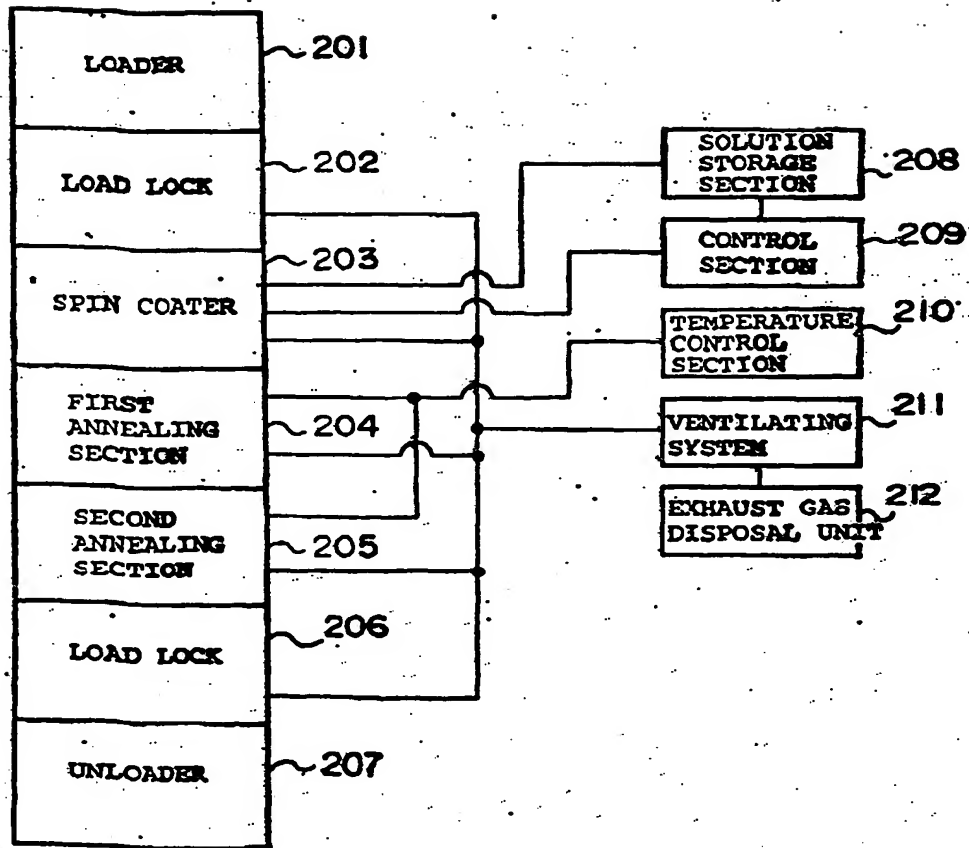 LOADER
201
LOAD LOCK
202
SPIN COATER
203
FIRST
ANNEALING
SECTION
204
SECOND
ANNEALING
SECTION
205
LOAD LOCK
206
UNLOADER
207
SOLUTION
STORAGE
SECTION
208
CONTROL
SECTION
209
TEMPERATURE
CONTROL
SECTION
210
VENTILATING
SYSTEM
211
EXHAUST GAS
DISPOSAL UNIT
212